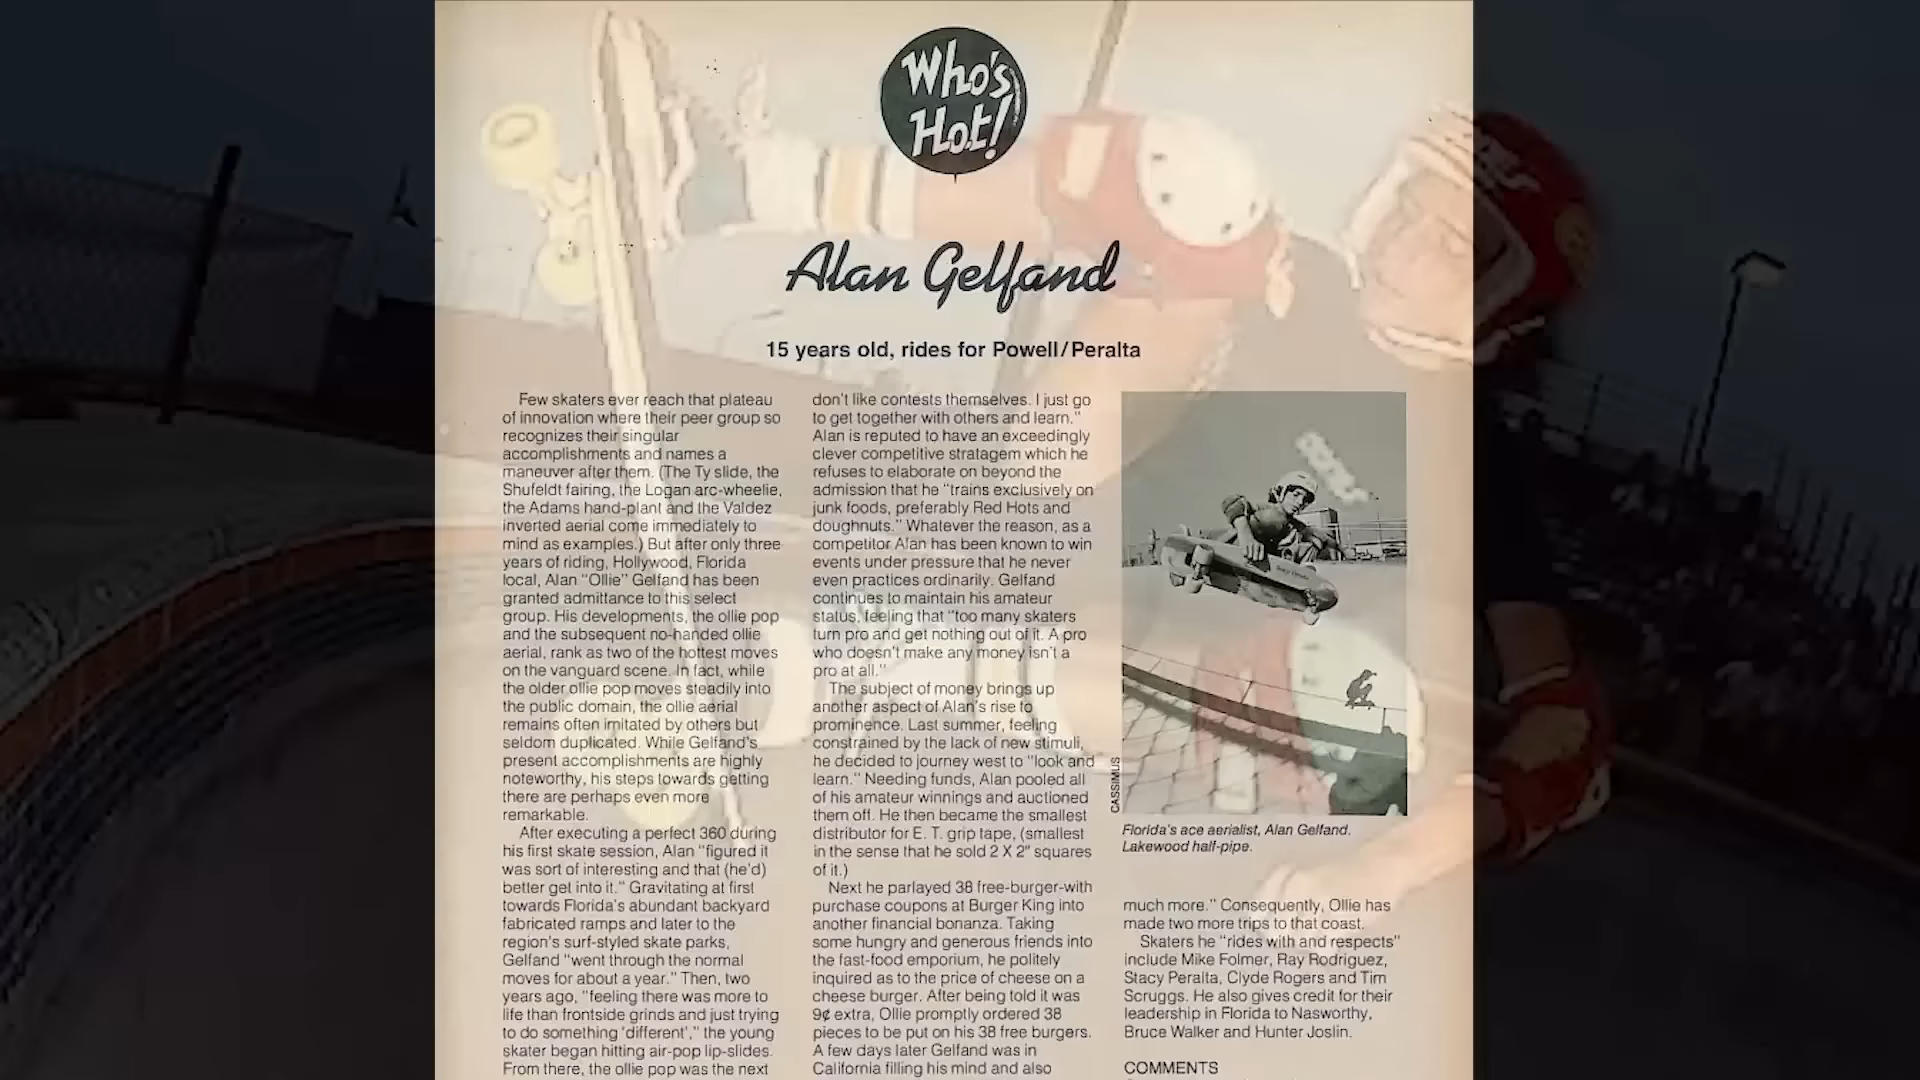 Who's
Hot!
Alan Gelfand
15 years old, rides for Powell/Peralta
Few skaters ever reach that plateau
of innovation where their peer group so
recognizes their singular
accomplishments and names a
maneuver after them. (The Ty slide, the
Shufeldt fairing, the Logan arc-wheelie,
the Adams hand-plant and the Valdez
inverted aerial come immediately to
mind as examples.) But after only three
years of riding, Hollywood, Florida
local, Alan "Ollie" Gelfand has been
granted admittance to this select
group. His developments, the ollie pop
and the subsequent no-handed ollie
aerial, rank as two of the hottest moves
on the vanguard scene. In fact, while
the older ollie pop moves steadily into
the public domain, the ollie aerial
remains often imitated by others but
seldom duplicated. While Gelfand's
present accomplishments are highly
noteworthy, his steps towards getting
there are perhaps even more
remarkable.
After executing a perfect 360 during
his first skate session, Alan "figured it
was sort of interesting and that (he'd)
better get into it." Gravitating at first
towards Florida's abundant backyard
fabricated ramps and later to the
region's surf-styled skate parks,
Gelfand "went through the normal
moves for about a year." Then, two
years ago, "feeling there was more to
life than frontside grinds and just trying
to do something 'different'," the young
skater began hitting air-pop lip-slides.
From there, the ollie pop was the next
don't like contests themselves. I just go
to get together with others and learn."
Alan is reputed to have an exceedingly
clever competitive stratagem which he
refuses to elaborate on beyond the
admission that he "trains exclusively on
junk foods, preferably Red Hots and
doughnuts." Whatever the reason, as a
competitor Alan has been known to win
events under pressure that he never
even practices ordinarily. Gelfand
continues to maintain his amateur
status, feeling that "too many skaters
turn pro and get nothing out of it. A pro
who doesn't make any money isn't a
pro at all."
The subject of money brings up
another aspect of Alan's rise to
prominence. Last summer, feeling
constrained by the lack of new stimuli,
he decided to journey west to "look and
learn." Needing funds, Alan pooled all
of his amateur winnings and auctioned
them off. He then became the smallest
distributor for E. T. grip tape, (smallest
in the sense that he sold 2 X 2" squares
of it.)
Next he parlayed 38 free-burger-with
purchase coupons at Burger King into
another financial bonanza. Taking
some hungry and generous friends into
the fast-food emporium, he politely
inquired as to the price of cheese on a
cheese burger. After being told it was
9¢ extra, Ollie promptly ordered 38
pieces to be put on his 38 free burgers.
A few days later Gelfand was in
California filling his mind and also
CASSIMUS
Florida's ace aerialist, Alan Gelfand.
Lakewood half-pipe.
much more." Consequently, Ollie has
made two more trips to that coast.
Skaters he "rides with and respects"
include Mike Folmer, Ray Rodriguez,
Stacy Peralta, Clyde Rogers and Tim
Scruggs. He also gives credit for their
leadership in Florida to Nasworthy,
Bruce Walker and Hunter Joslin.
COMMENTS